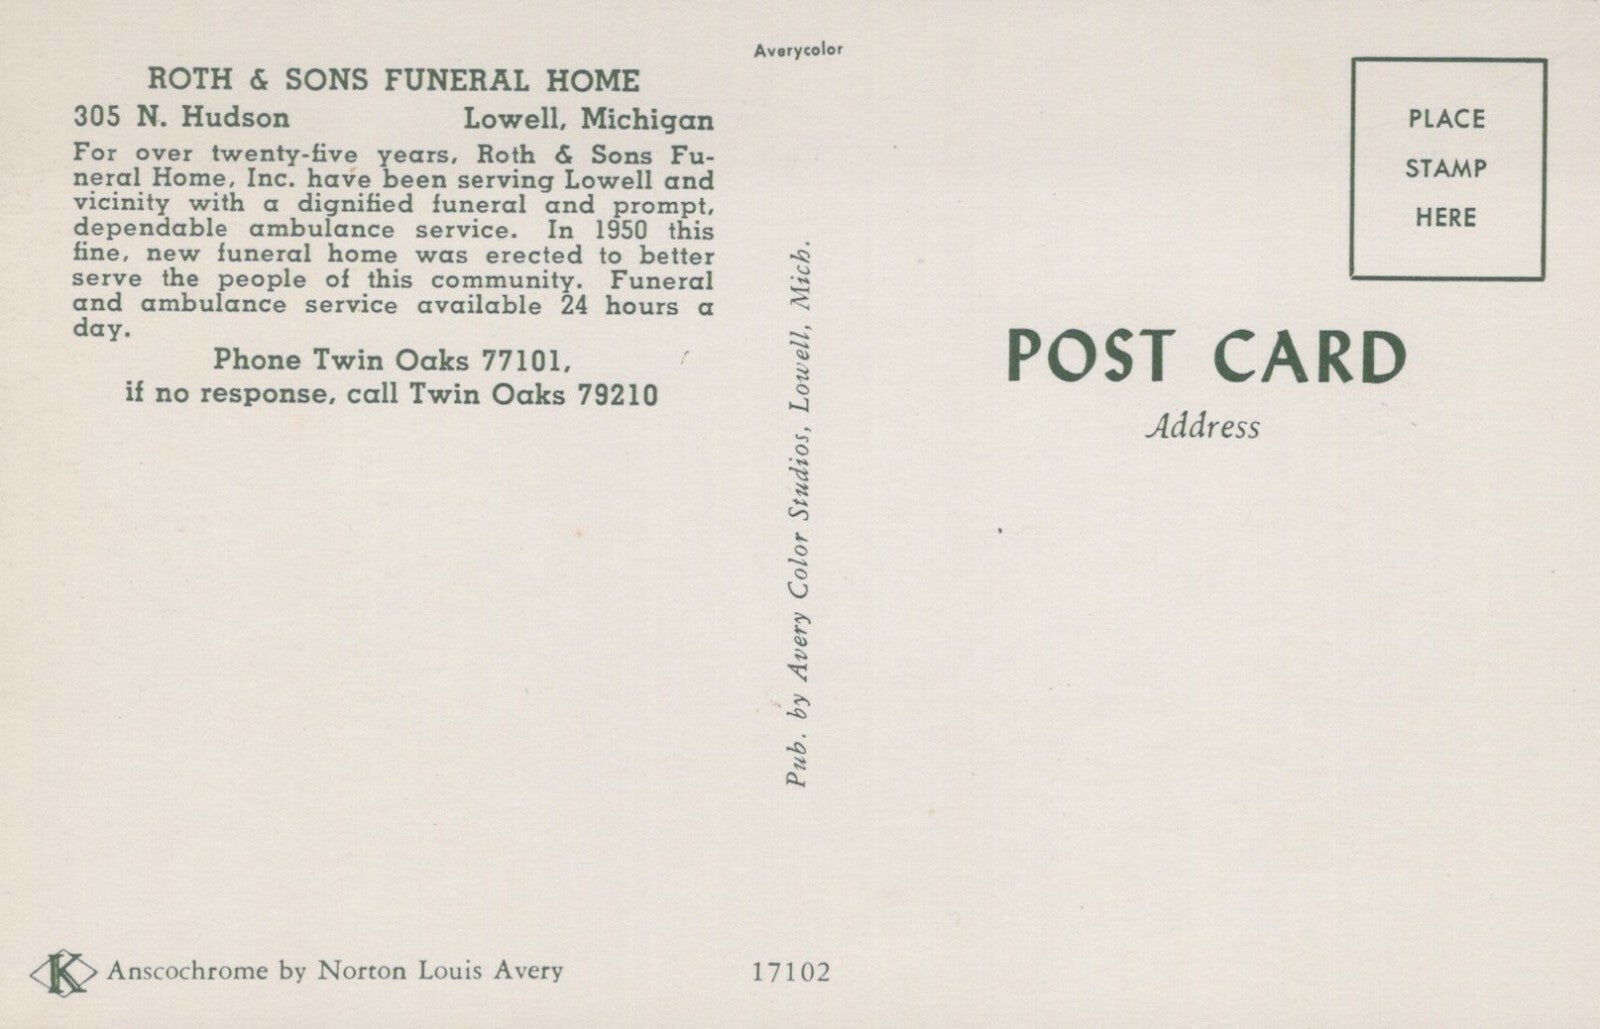 Averycolor
ROTH & SONS FUNERAL HOME
305 N. Hudson Lowell, Michigan
For over twenty-five years, Roth & Sons Fu-
neral Home, Inc. have been serving Lowell and
vicinity with a dignified funeral and prompt,
dependable ambulance service. In 1950 this
fine, new funeral home was erected to better
serve the people of this community. Funeral
and ambulance service available 24 hours a
day.
Phone Twin Oaks 77101,
if no response, call Twin Oaks 79210
Pub. by Avery Color Studios, Lowell, Mich.
PLACE
STAMP
HERE
POST CARD
Address
K Anscochrome by Norton Louis Avery
17102